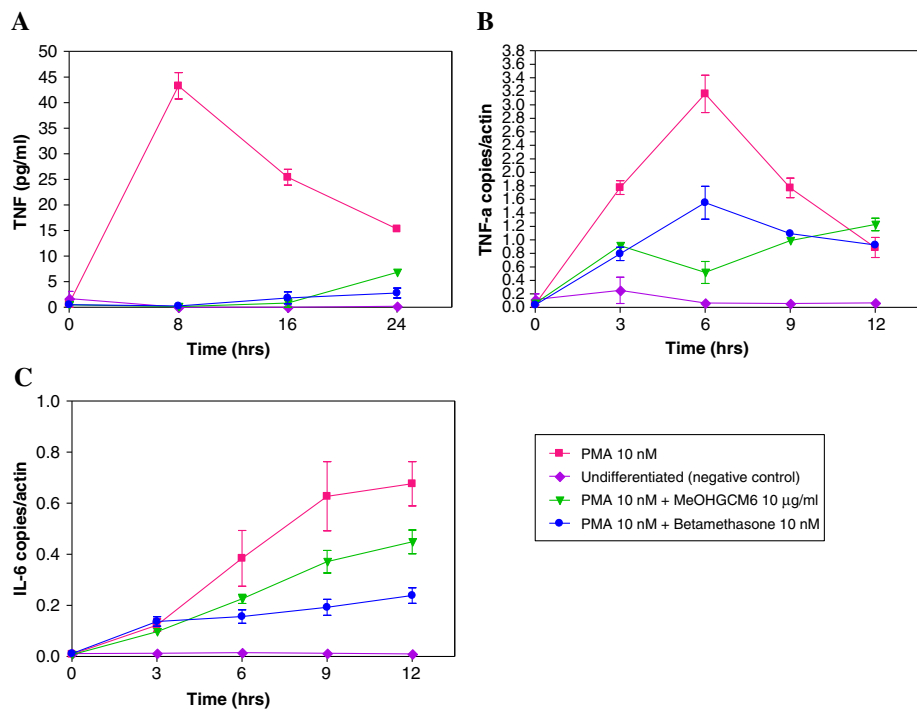 A
TNF (pg/ml)
50
45
40
35
30
25
20
15
10
5
0
0 8 16 24
Time (hrs)
B
TNF-a copies/actin
3.8
3.6
3.4
3.2
3.0
2.8
2.6
2.4
2.2
2.0
1.8
1.6
1.4
1.2
1.0
0.8
0.6
0.4
0.2
0.0
0 3 6 9 12
Time (hrs)
C
IL-6 copies/actin
1.0
0.8
0.6
0.4
0.2
0.0
0 3 6 9 12
Time (hrs)
PMA 10 nM
Undifferentiated (negative control)
PMA 10 nM + MeOHGCM6 10 μg/ml
PMA 10 nM + Betamethasone 10 nM